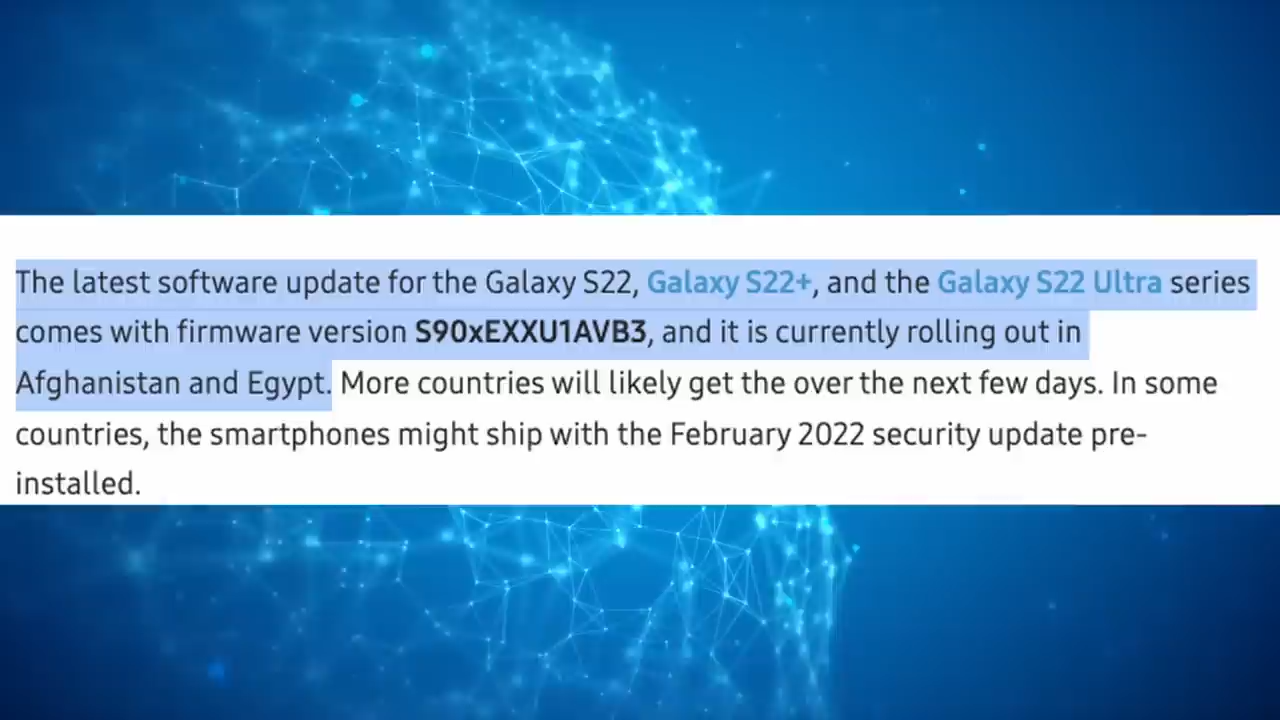 The latest software update for the Galaxy S22, Galaxy S22+, and the Galaxy S22 Ultra series
comes with firmware version S90xEXXU1AVB3, and it is currently rolling out in
Afghanistan and Egypt. More countries will likely get the over the next few days. In some
countries, the smartphones might ship with the February 2022 security update pre-
installed.